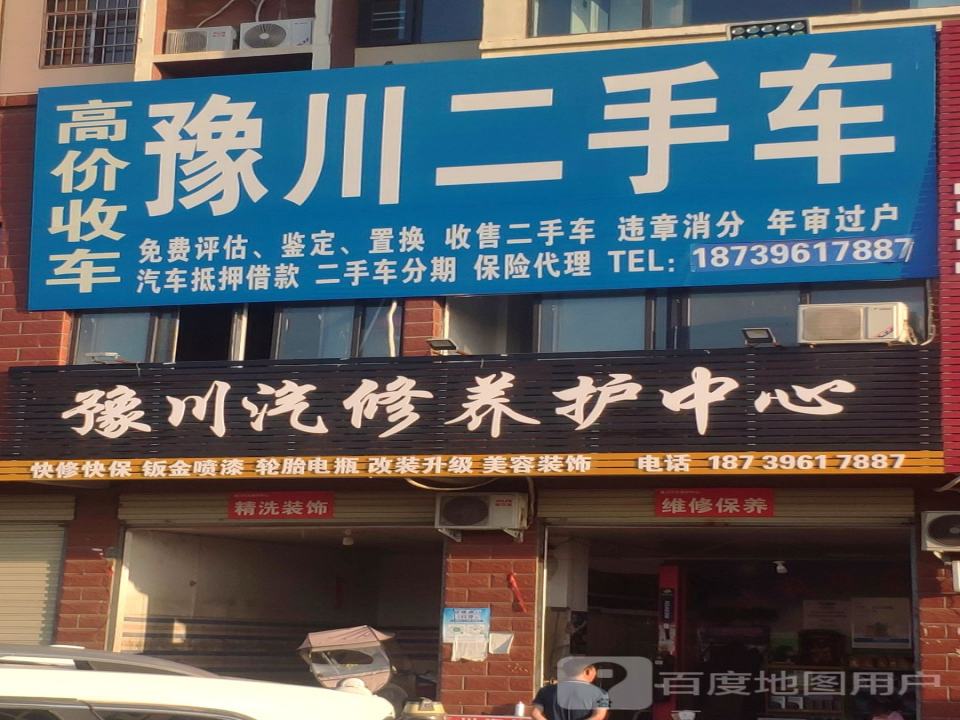 高价收车
豫川二手车
免费评估、鉴定、置换 收售二手车 违章消分 年审过户
汽车抵押借款 二手车分期 保险代理 TEL: 18739617887
豫川汽修养护中心
快修快保 钣金喷漆 轮胎电瓶 改装升级 美容装饰 电话 18739617887
精洗装饰
维修保养
百度地图用户